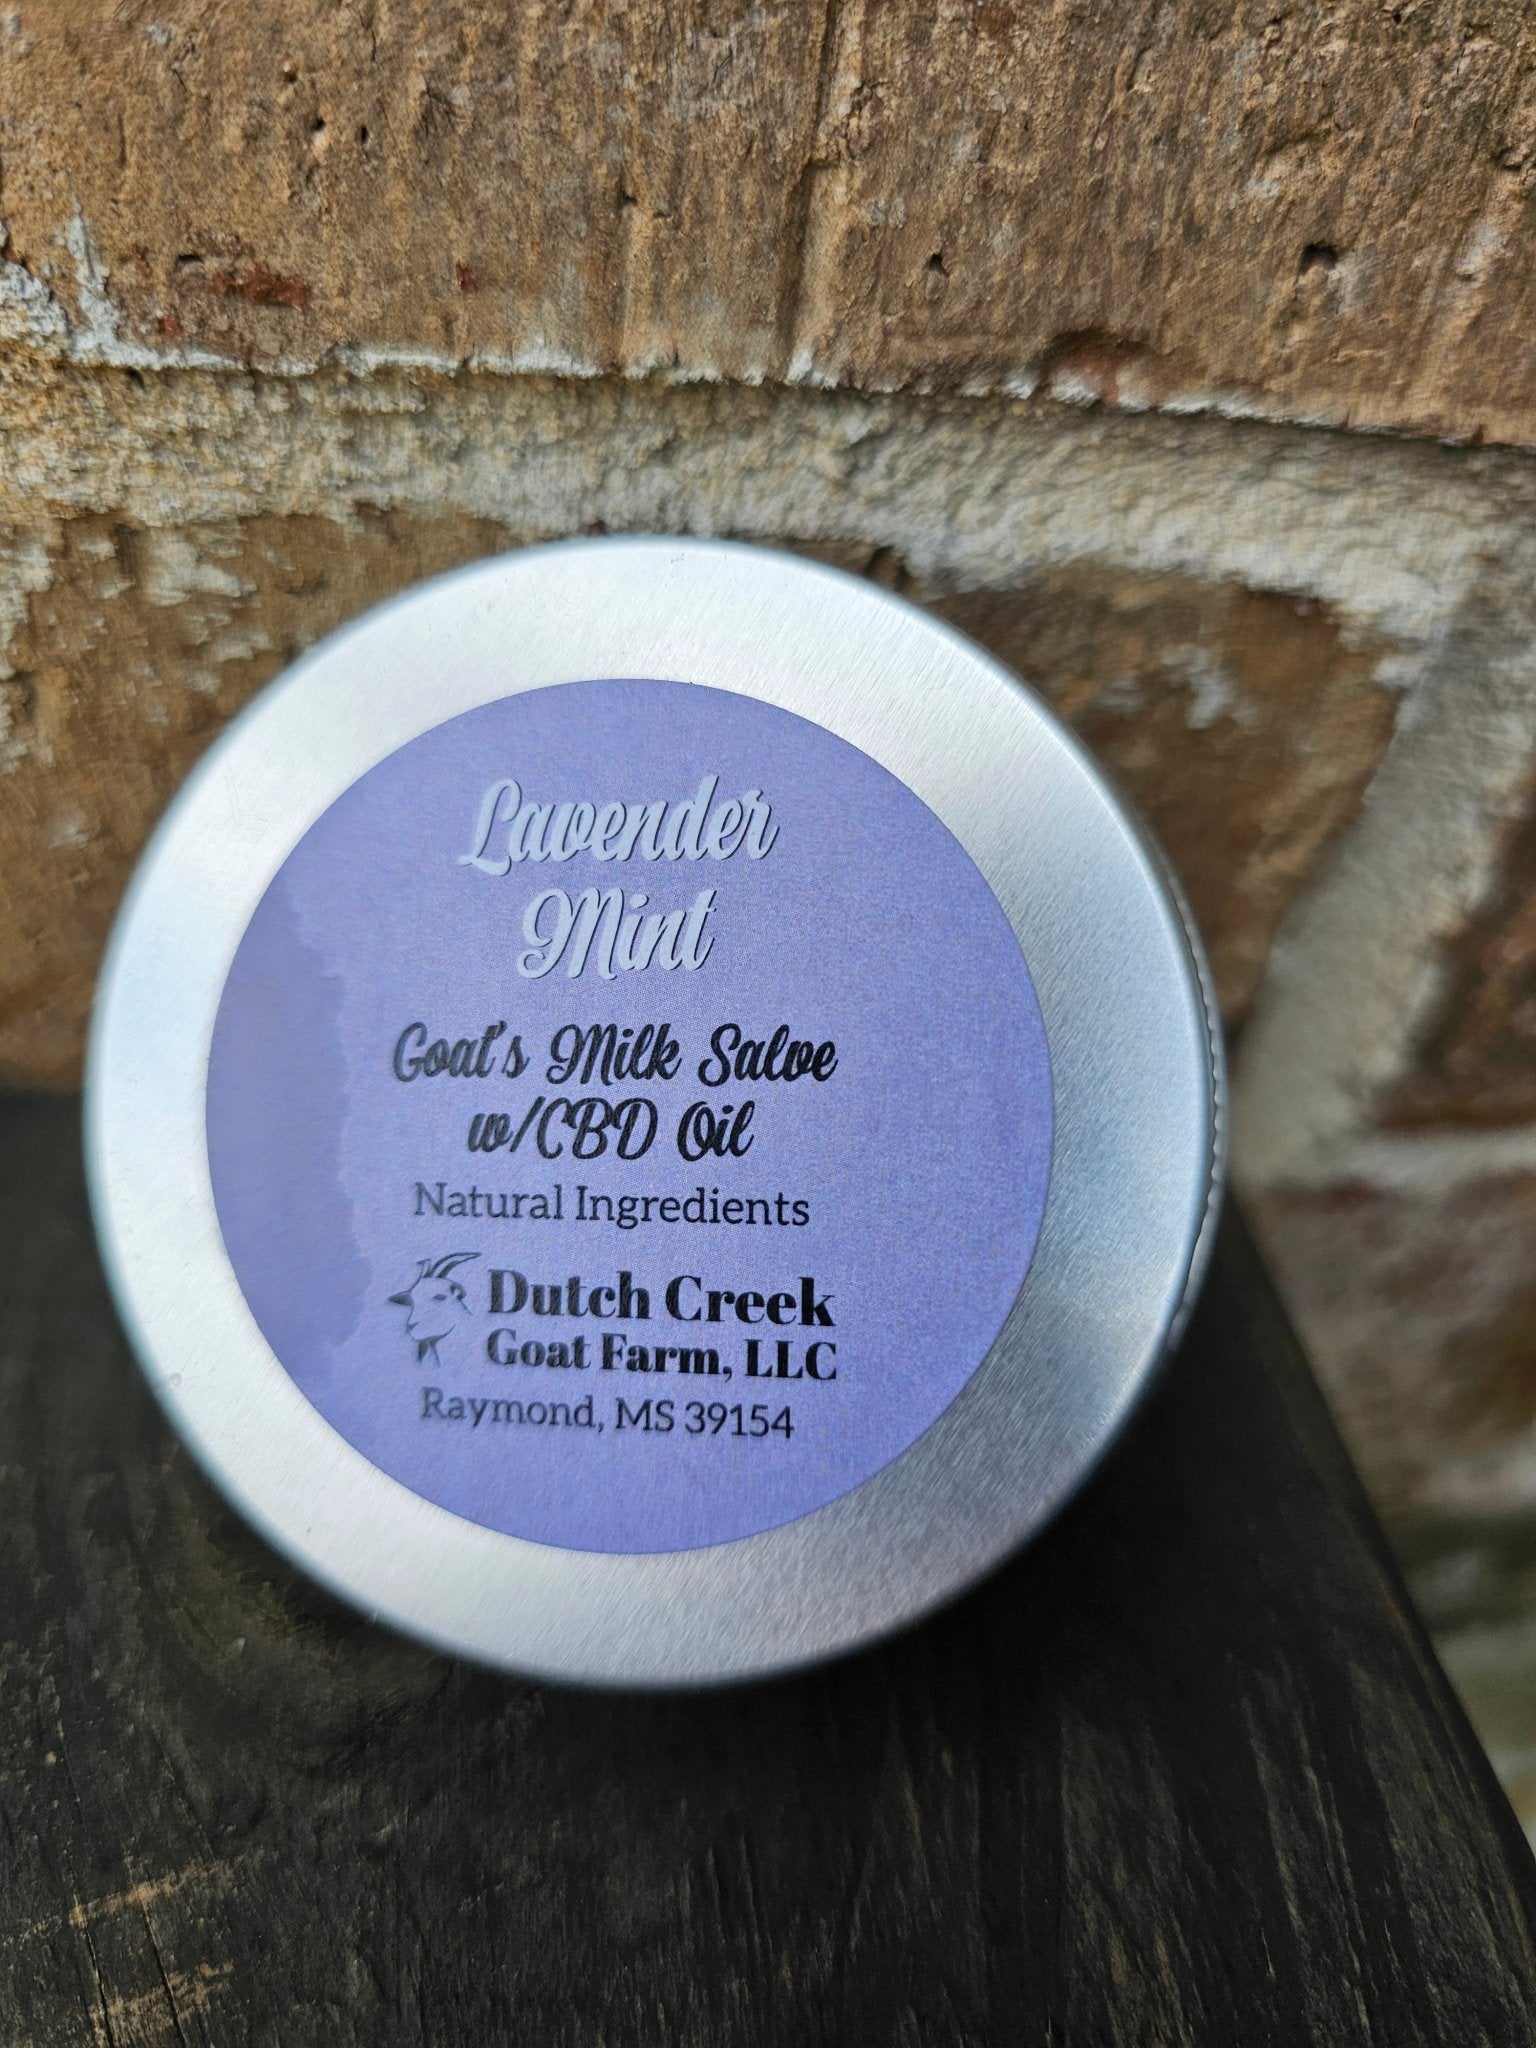 Lavender
Mint
Goat's Milk Salve
w/CBD Oil
Natural Ingredients
Dutch Creek
Goat Farm, LLC
Raymond, MS 39154